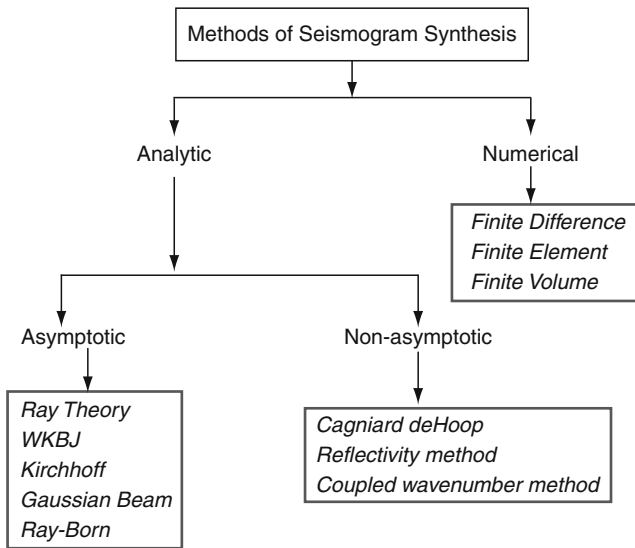 Methods of Seismogram Synthesis
Analytic
Numerical
Finite Difference
Finite Element
Finite Volume
Asymptotic
Non-asymptotic
Ray Theory
WKBJ
Kirchhoff
Gaussian Beam
Ray-Born
Cagniard deHoop
Reflectivity method
Coupled wavenumber method